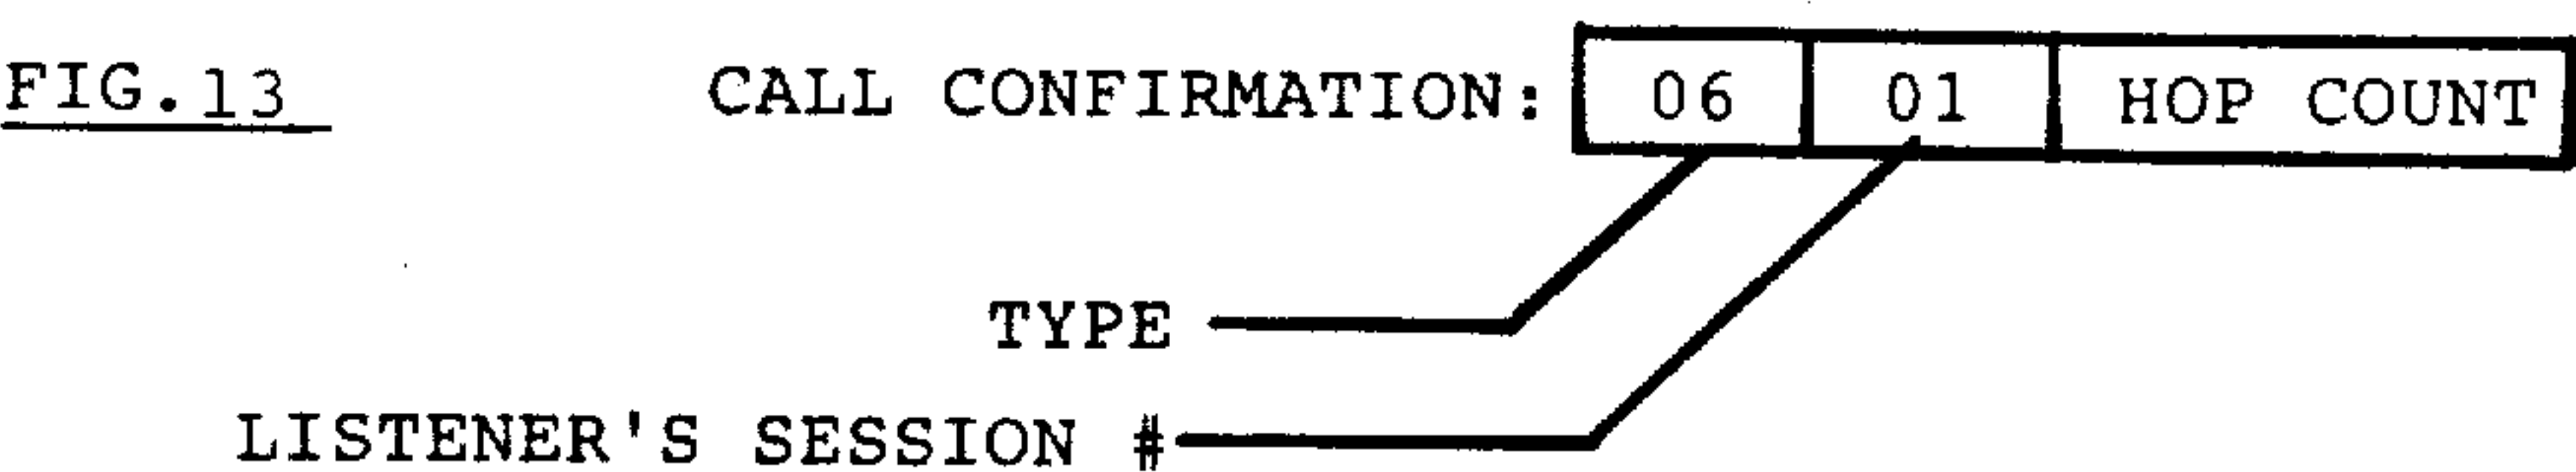 FIG.13
CALL CONFIRMATION: 06 01 HOP COUNT
TYPE
LISTENER'S SESSION #